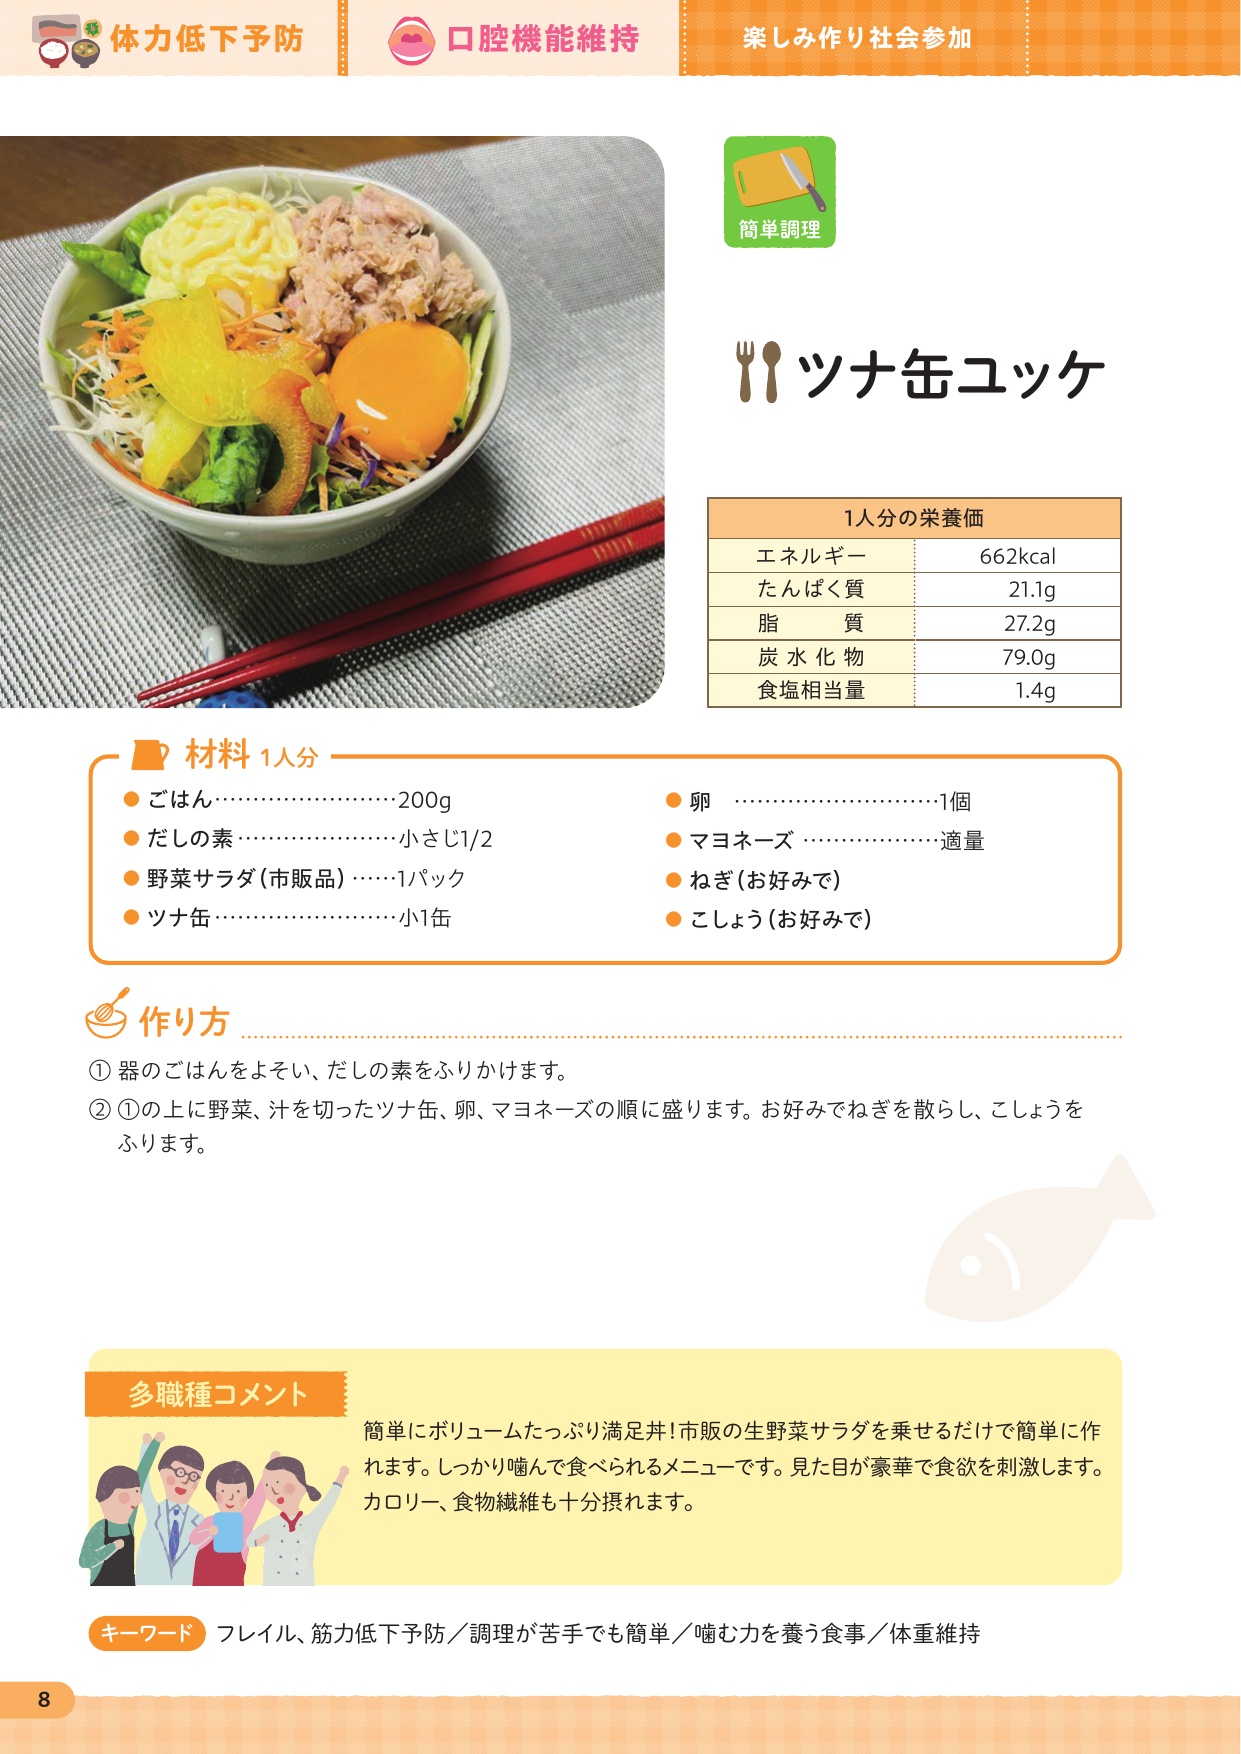 体力低下予防
口腔機能維持
楽しみ作り社会参加
簡単調理
ツナ缶ユッケ
1人分の栄養価
エネルギー 662kcal
たんぱく質 21.1g
脂 質 27.2g
炭水化物 79.0g
食塩相当量 1.4g
材料 1人分
● ごはん……………………200g
● だしの素…………………小さじ1/2
● 野菜サラダ(市販品)……1パック
● ツナ缶……………………小1缶
● 卵 ………………………1個
● マヨネーズ ………………適量
● ねぎ(お好みで)
● こしょう(お好みで)
作り方
① 器のごはんをよそい、だしの素をふりかけます。
② ①の上に野菜、汁を切ったツナ缶、卵、マヨネーズの順に盛ります。お好みでねぎを散らし、こしょうを
ふります。
多職種コメント
簡単にボリュームたっぷり満足丼!市販の生野菜サラダを乗せるだけで簡単に作
れます。しっかり噛んで食べられるメニューです。見た目が豪華で食欲を刺激します。
カロリー、食物繊維も十分摂れます。
キーワード フレイル、筋力低下予防／調理が苦手でも簡単／噛む力を養う食事／体重維持
8